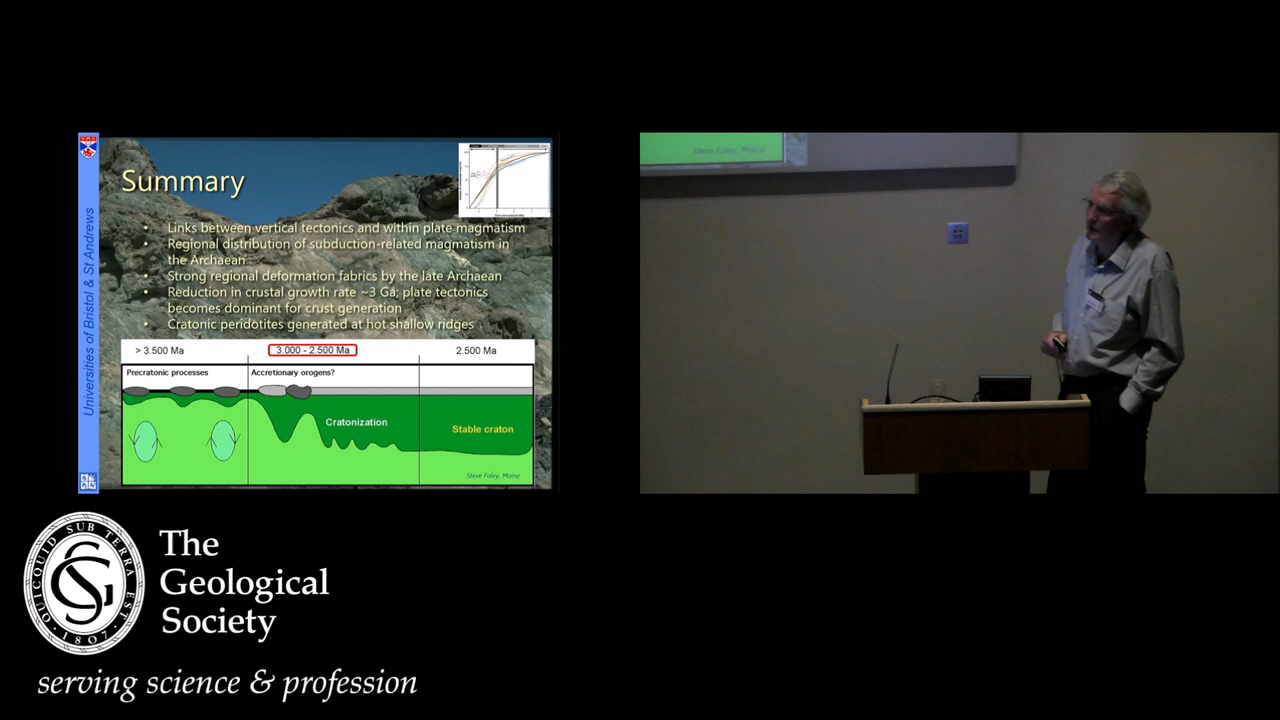 Universities of Bristol & St Andrews
Summary
• Links between vertical tectonics and within plate magmatism
• Regional distribution of subduction-related magmatism in
the Archaean
• Strong regional deformation fabrics by the late Archaean
• Reduction in crustal growth rate ~3 Ga; plate tectonics
becomes dominant for crust generation
• Cratonic peridotites generated at hot shallow ridges
> 3.500 Ma
3.000 - 2.500 Ma
2.500 Ma
Precratonic processes
Accretionary orogens?
Cratonization
Stable craton
Steve Foley, Mainz
Steve Foley, Mainz
QUICQUID SUB TERRA EST
· 1807 ·
The
Geological
Society
serving science & profession